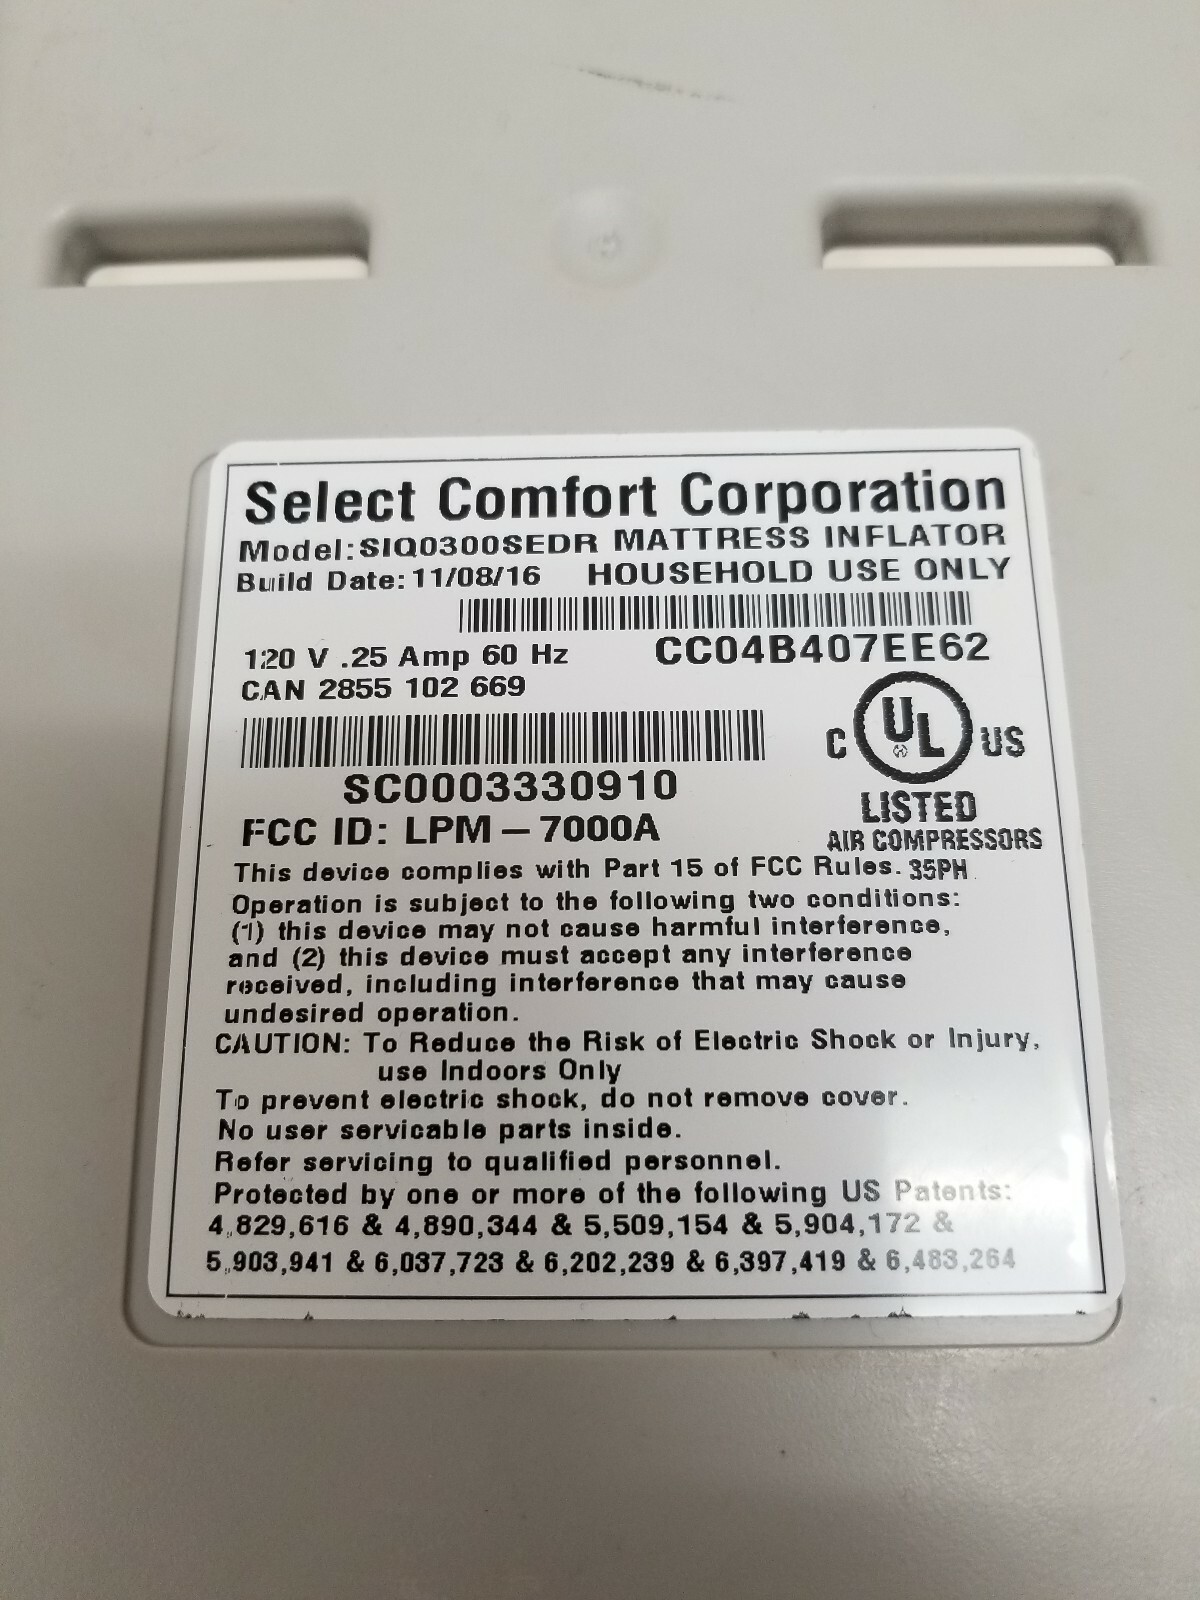 Select Comfort Corporation
Model:SIQ0300SEDR MATTRESS INFLATOR
Build Date: 11/08/16 HOUSEHOLD USE ONLY
120 V .25 Amp 60 Hz CC04B407EE62
CAN 2855 102 669
C UL US
SC0003330910
LISTED
FCC ID: LPM – 7000A
AIR COMPRESSORS
This device complies with Part 15 of FCC Rules. 35PH
Operation is subject to the following two conditions:
(1) this device may not cause harmful interference,
and (2) this device must accept any interference
received, including interference that may cause
undesired operation.
CAUTION: To Reduce the Risk of Electric Shock or Injury,
use Indoors Only
To prevent electric shock, do not remove cover.
No user servicable parts inside.
Refer servicing to qualified personnel.
Protected by one or more of the following US Patents:
4,829,616 & 4,890,344 & 5,509,154 & 5,904,172 &
5,903,941 & 6,037,723 & 6,202,239 & 6,397,419 & 6,483,264